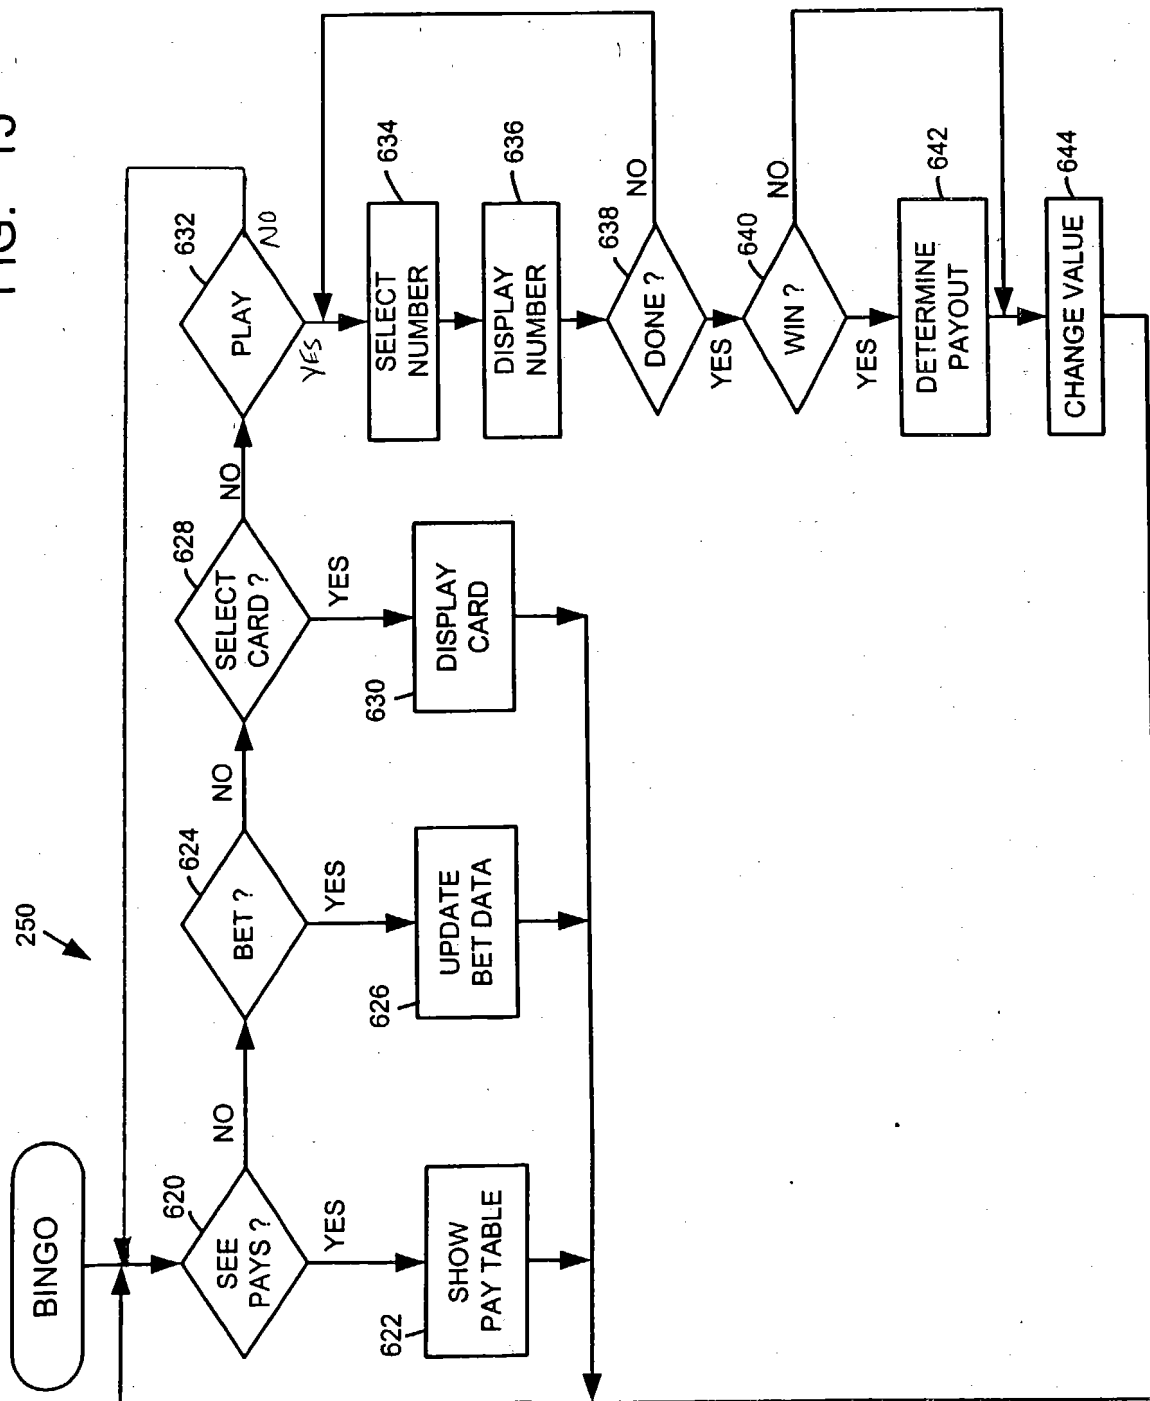 FIG.
250
BINGO
620
SEE
PAYS ?
NO
YES
622
SHOW
PAY TABLE
624
BET ?
NO
YES
626
UPDATE
BET DATA
628
SELECT
CARD ?
NO
YES
630
DISPLAY
CARD
632
PLAY
NO
YES
634
SELECT
NUMBER
636
DISPLAY
NUMBER
638
DONE ?
NO
YES
640
WIN ?
NO
YES
642
DETERMINE
PAYOUT
644
CHANGE VALUE